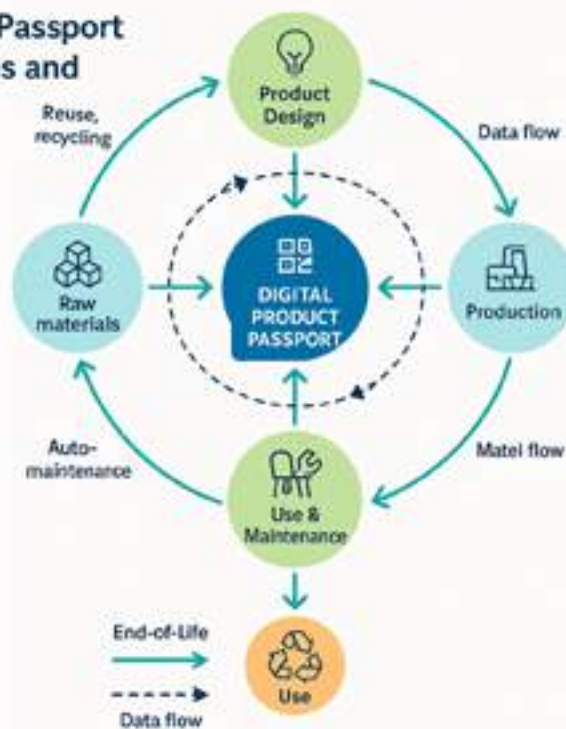 Passport
s and
Product
Design
Reuse,
recycling
Data flow
Raw
materials
DIGITAL
PRODUCT
PASSPORT
Production
Auto-
maintenance
Matel flow
Use &
Maintenance
End-of-Life
Use
Data flow